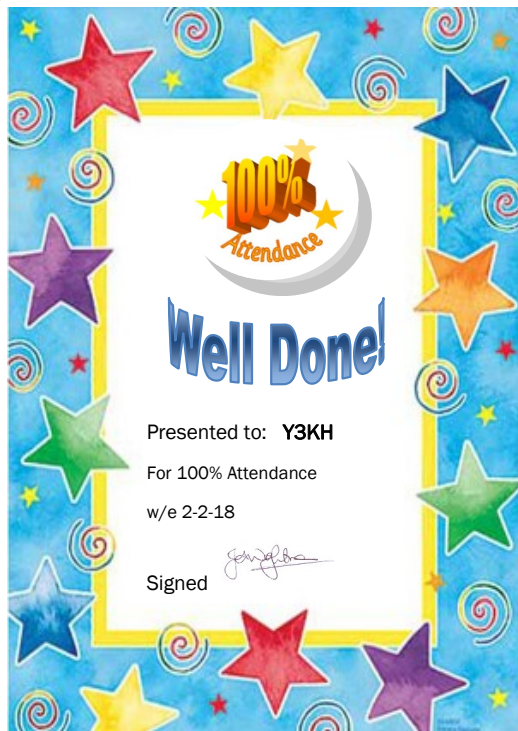 100%
Attendance
Well Done!
Presented to: Y3KH
For 100% Attendance
w/e 2-2-18
Signed